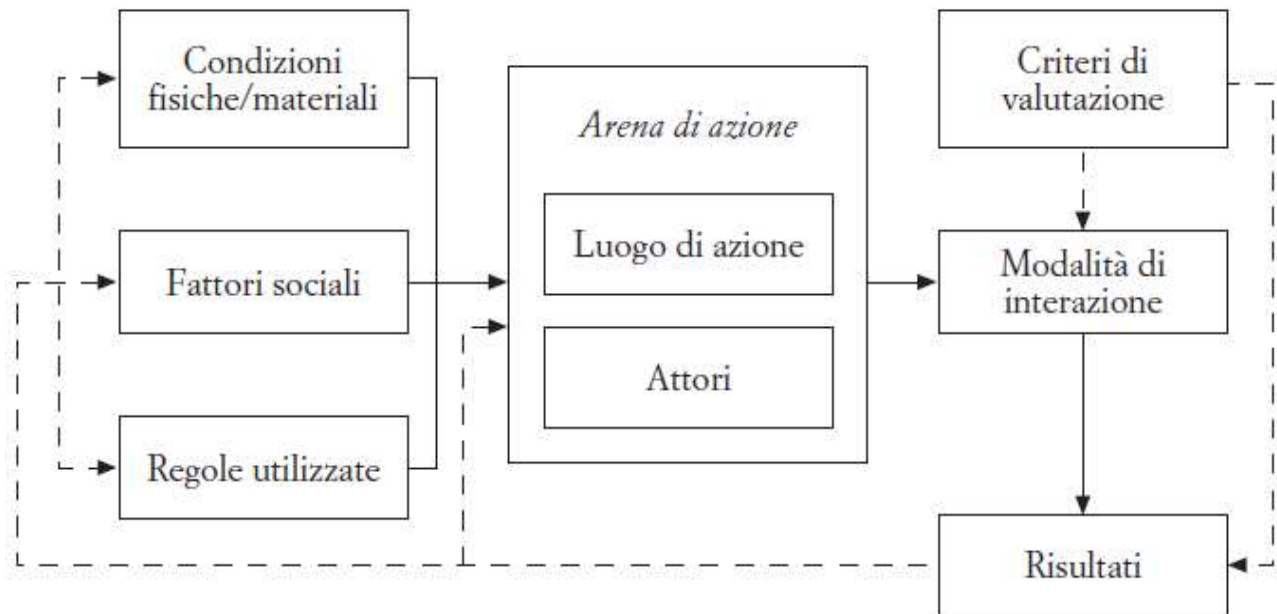 Condizioni
fisiche/materiali
Fattori sociali
Regole utilizzate
Arena di azione
Luogo di azione
Attori
Criteri di
valutazione
Modalità di
interazione
Risultati